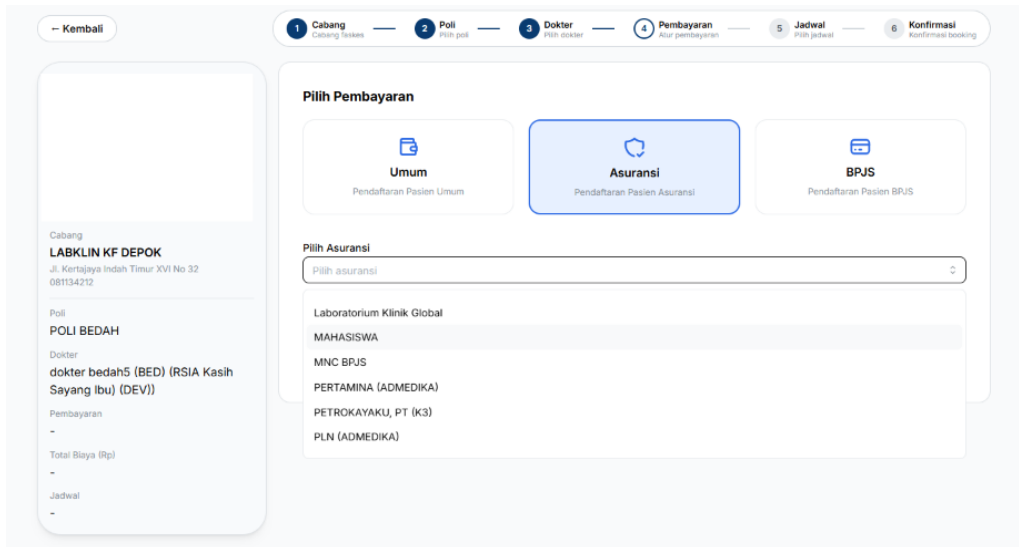 ← Kembali
1 Cabang Cabang faskes
2 Poli Pilih poli
3 Dokter Pilih dokter
4 Pembayaran Atur pembayaran
5 Jadwal Pilih jadwal
6 Konfirmasi Konfirmasi booking
Cabang
LABKLIN KF DEPOK
Jl. Kertajaya Indah Timur XVI No 32
081134212
Poli
POLI BEDAH
Dokter
dokter bedah5 (BED) (RSIA Kasih
Sayang Ibu) (DEV))
Pembayaran
-
Total Biaya (Rp)
-
Jadwal
-
Pilih Pembayaran
Umum
Pendaftaran Pasien Umum
Asuransi
Pendaftaran Pasien Asuransi
BPJS
Pendaftaran Pasien BPJS
Pilih Asuransi
Pilih asuransi
Laboratorium Klinik Global
MAHASISWA
MNC BPJS
PERTAMINA (ADMEDIKA)
PETROKAYAKU, PT (K3)
PLN (ADMEDIKA)